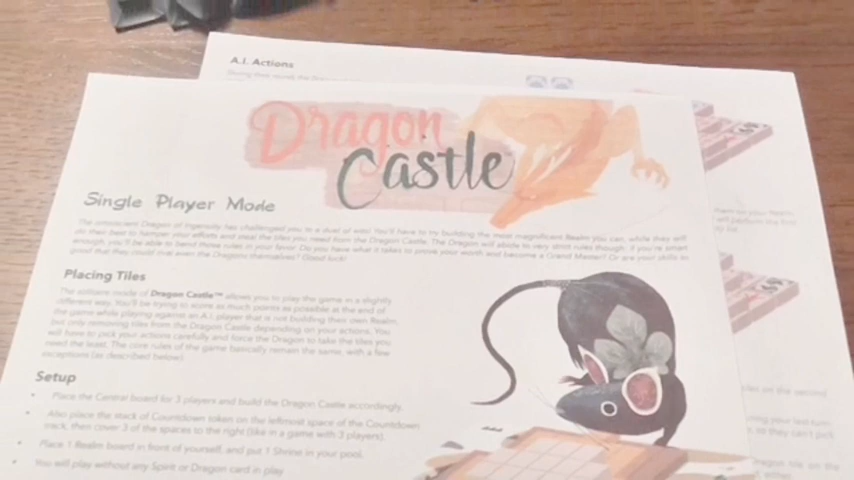 A.I. Actions
Dragon
Castle
Single Player Mode
The omniscient Dragon of Ingenuity has challenged you in a duel of wits! You'll have to try building the most magnificent Realm you can, while they will
do their best to hamper your efforts and steal the tiles you need from the Dragon Castle. The Dragon will abide to very strict rules though. If you're smart
enough, you'll be able to bend those rules in your favor. Do you have what it takes to prove your worth and become a Grand Master? Or are your skills so
great that they could rival even the Dragons themselves? Good luck!
Placing Tiles
The solitaire mode of Dragon Castle™ allows you to play the game in a slightly
different way. You'll be trying to score as much points as possible at the end of
the game while playing against an A.I. player that is not building their own Realm,
but only removing tiles from the Dragon Castle depending on your actions. You
will have to pick your actions carefully and force the Dragon to take the tiles you
need the least. The core rules of the game basically remain the same, with a few
exceptions (as described below).
Setup
• Place the Central board for 3 players and build the Dragon Castle accordingly.
• Also place the stack of Countdown token on the leftmost space of the Countdown
track, then cover 3 of the spaces to the right (like in a game with 3 players).
• Place 1 Realm board in front of yourself, and put 1 Shrine in your pool.
• You will play without any Spirit or Dragon card in play